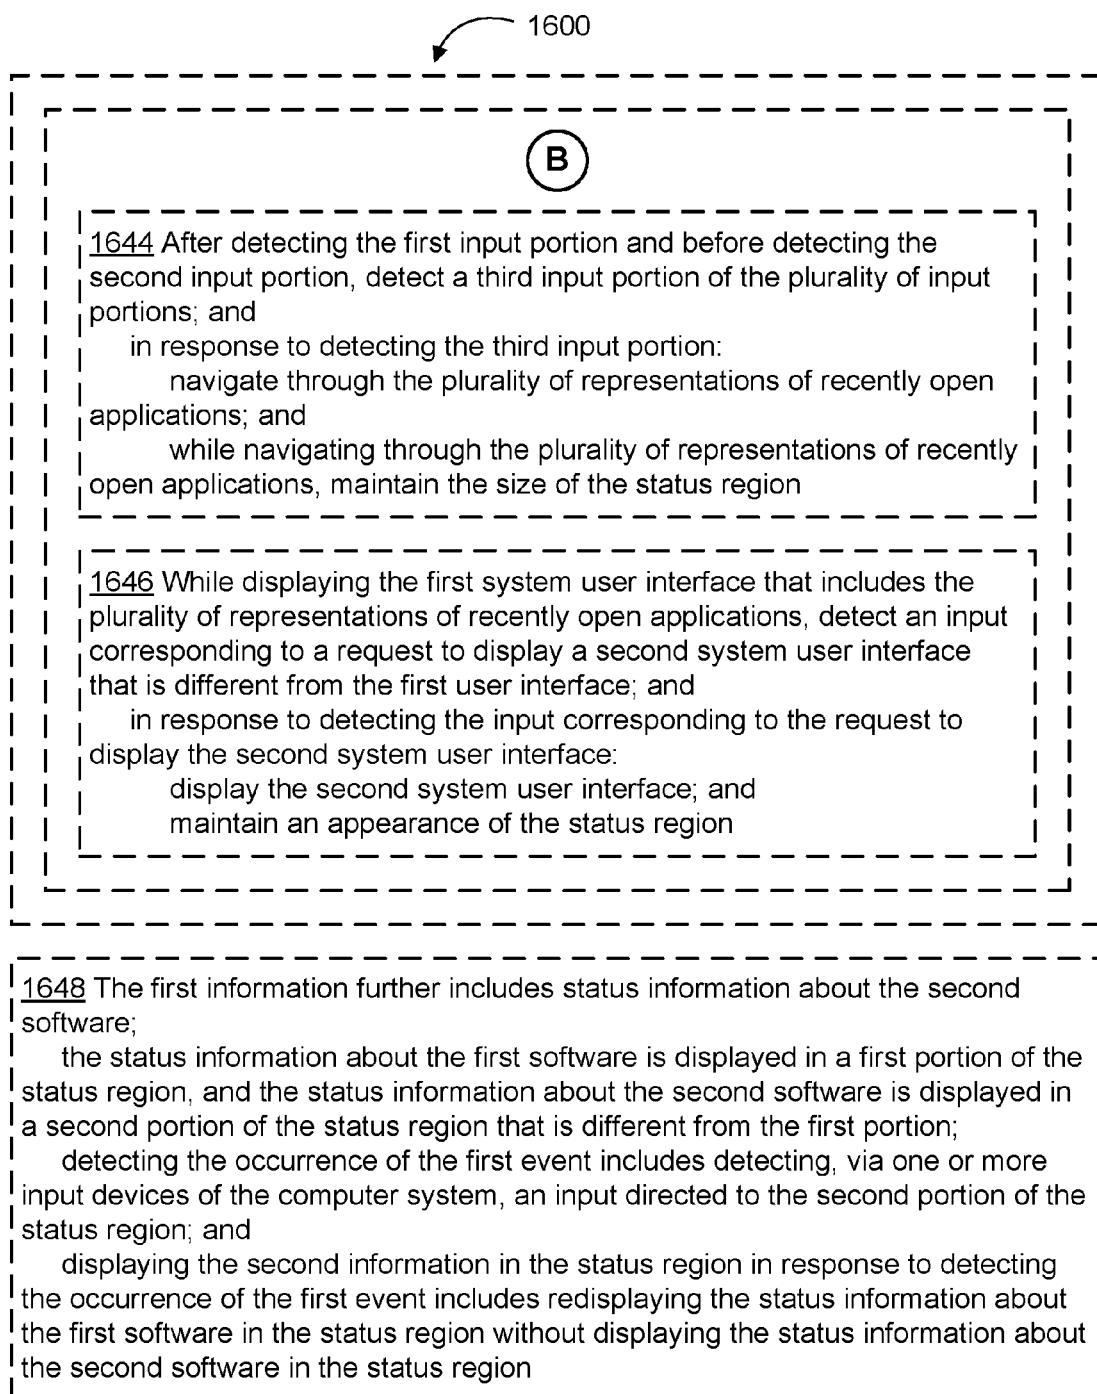 1600
B
1644 After detecting the first input portion and before detecting the
second input portion, detect a third input portion of the plurality of input
portions; and
in response to detecting the third input portion:
navigate through the plurality of representations of recently open
applications; and
while navigating through the plurality of representations of recently
open applications, maintain the size of the status region
1646 While displaying the first system user interface that includes the
plurality of representations of recently open applications, detect an input
corresponding to a request to display a second system user interface
that is different from the first user interface; and
in response to detecting the input corresponding to the request to
display the second system user interface:
display the second system user interface; and
maintain an appearance of the status region
1648 The first information further includes status information about the second
software;
the status information about the first software is displayed in a first portion of the
status region, and the status information about the second software is displayed in
a second portion of the status region that is different from the first portion;
detecting the occurrence of the first event includes detecting, via one or more
input devices of the computer system, an input directed to the second portion of the
status region; and
displaying the second information in the status region in response to detecting
the occurrence of the first event includes redisplaying the status information about
the first software in the status region without displaying the status information about
the second software in the status region